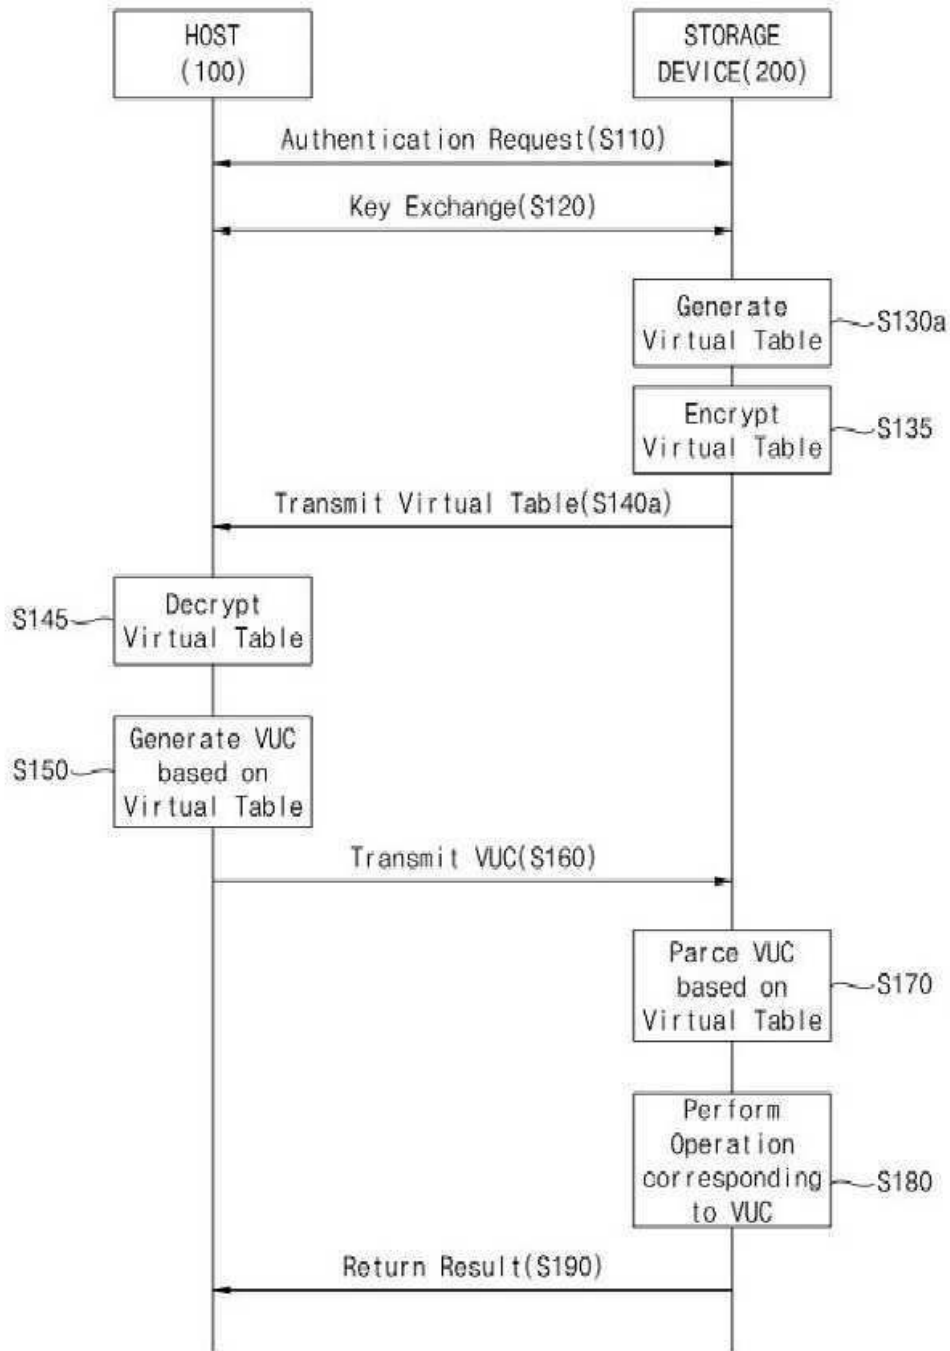 HOST
(100)
STORAGE
DEVICE(200)
Authentication Request(S110)
Key Exchange(S120)
Generate
Virtual Table
S130a
Encrypt
Virtual Table
S135
Transmit Virtual Table(S140a)
S145
Decrypt
Virtual Table
S150
Generate VUC
based on
Virtual Table
Transmit VUC(S160)
Parce VUC
based on
Virtual Table
S170
Perform
Operation
corresponding
to VUC
S180
Return Result(S190)